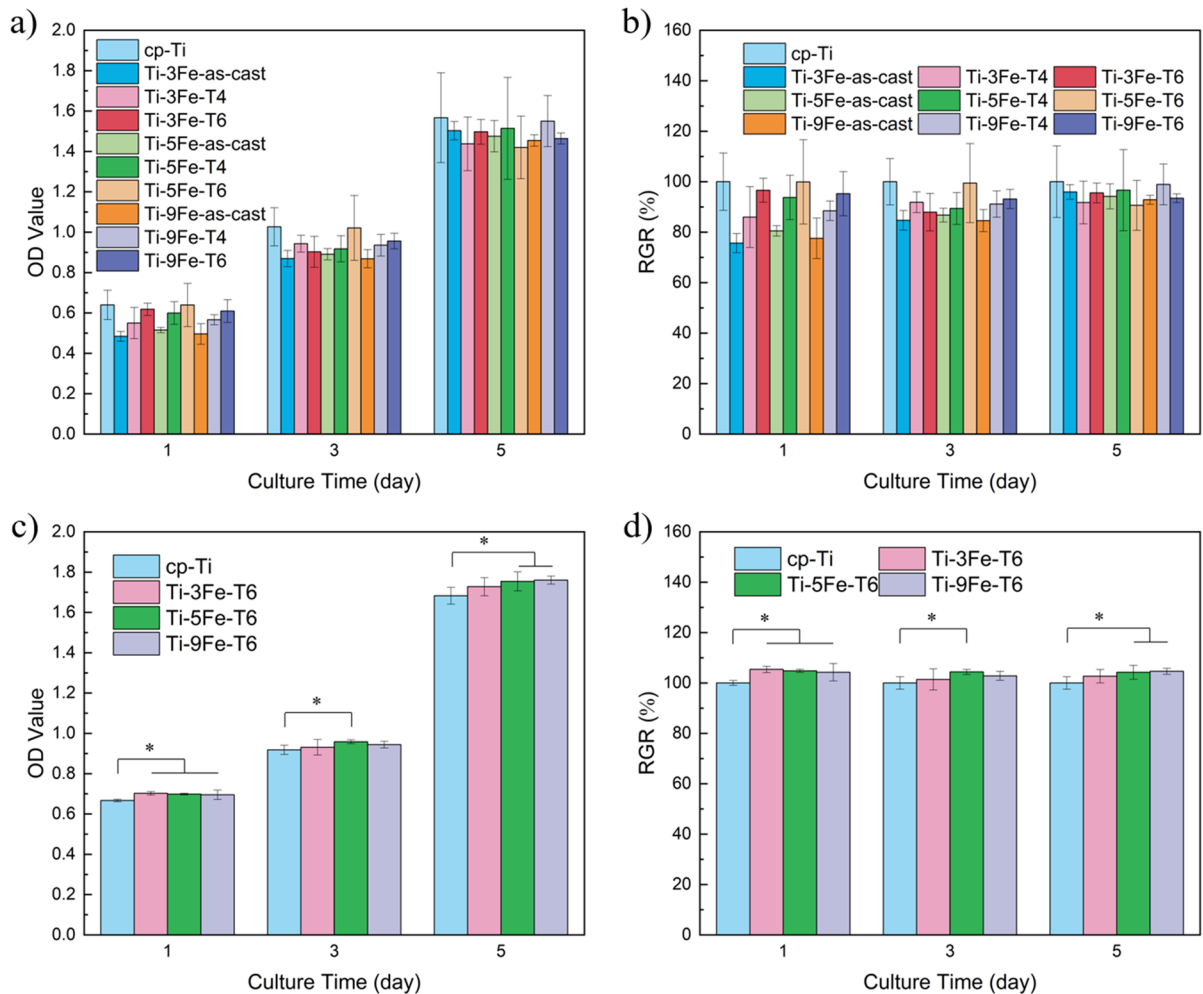 a)
2.0
1.8
1.6
1.4
1.2
1.0
0.8
0.6
0.4
0.2
0.0
OD Value
cp-Ti
Ti-3Fe-as-cast
Ti-3Fe-T4
Ti-3Fe-T6
Ti-5Fe-as-cast
Ti-5Fe-T4
Ti-5Fe-T6
Ti-9Fe-as-cast
Ti-9Fe-T4
Ti-9Fe-T6
1 3 5
Culture Time (day)
b)
160
140
120
100
80
60
40
20
0
RGR (%)
cp-Ti
Ti-3Fe-as-cast Ti-3Fe-T4 Ti-3Fe-T6
Ti-5Fe-as-cast Ti-5Fe-T4 Ti-5Fe-T6
Ti-9Fe-as-cast Ti-9Fe-T4 Ti-9Fe-T6
1 3 5
Culture Time (day)
c)
2.0
1.8
1.6
1.4
1.2
1.0
0.8
0.6
0.4
0.2
0.0
OD Value
cp-Ti
Ti-3Fe-T6
Ti-5Fe-T6
Ti-9Fe-T6
* * *
1 3 5
Culture Time (day)
d)
160
140
120
100
80
60
40
20
0
RGR (%)
cp-Ti Ti-3Fe-T6
Ti-5Fe-T6 Ti-9Fe-T6
* * *
1 3 5
Culture Time (day)